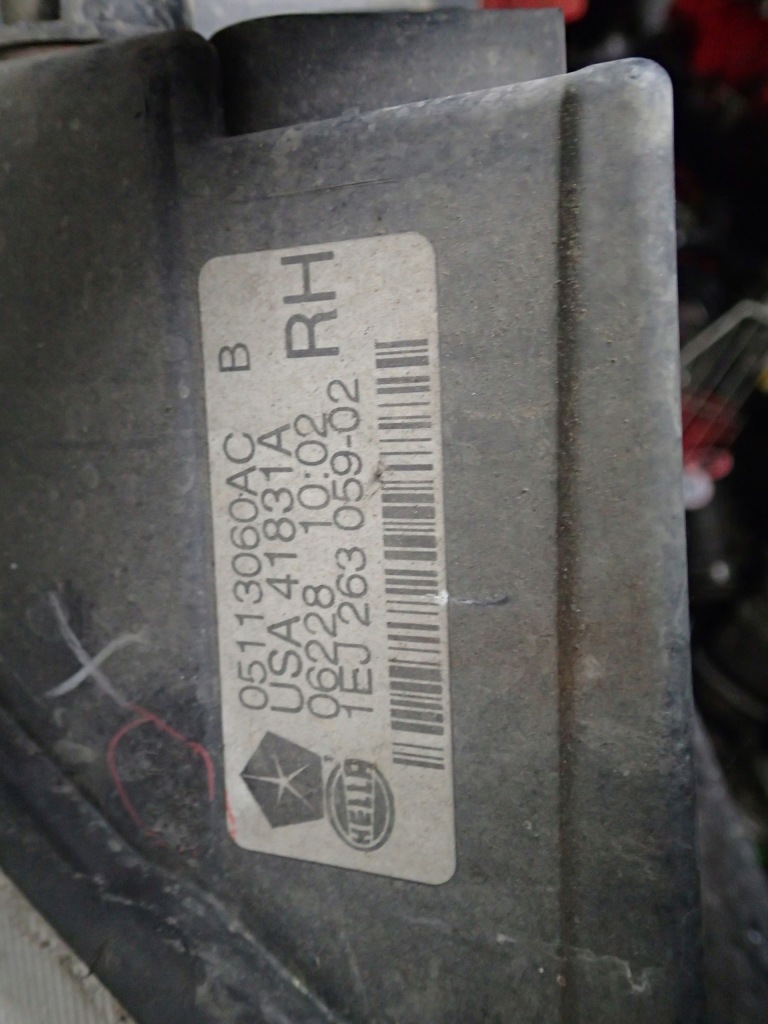 05113060AC B
USA 41831A
06228 10:02 RH
1EJ 263 059-02
HELLA